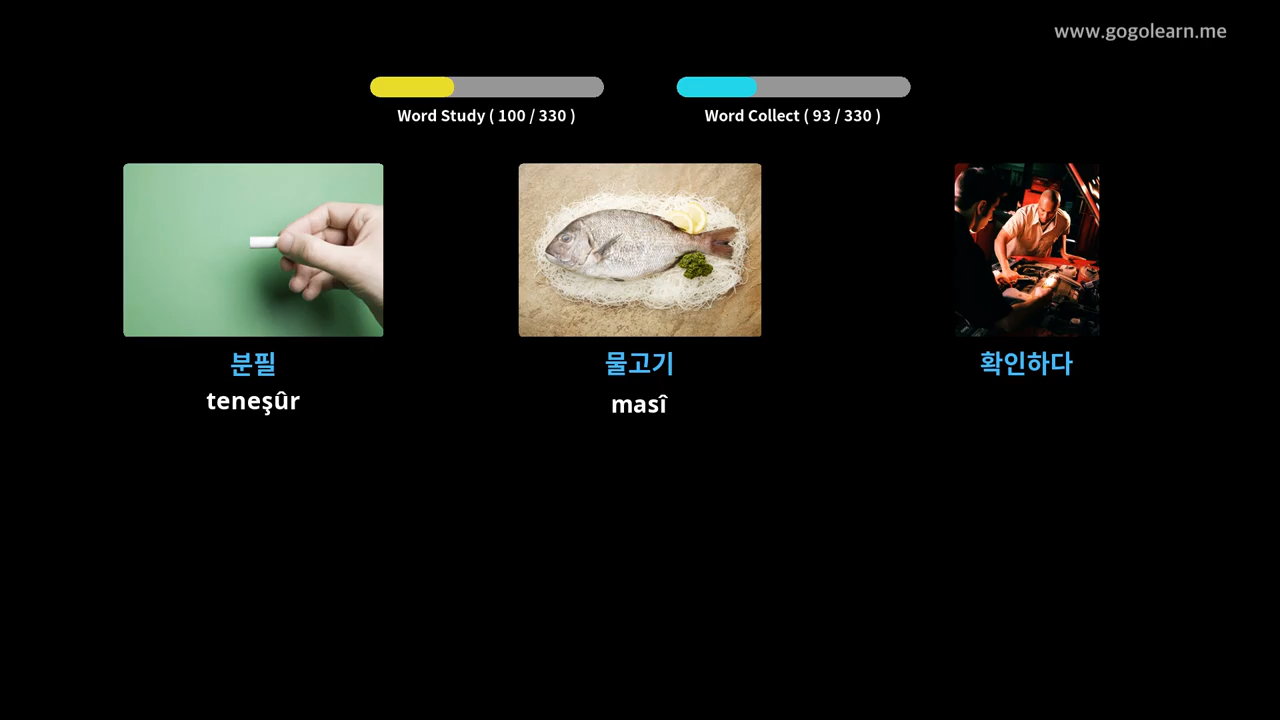 www.gogolearn.me
Word Study ( 100 / 330 )
Word Collect ( 93 / 330 )
분필
teneşûr
물고기
masî
확인하다